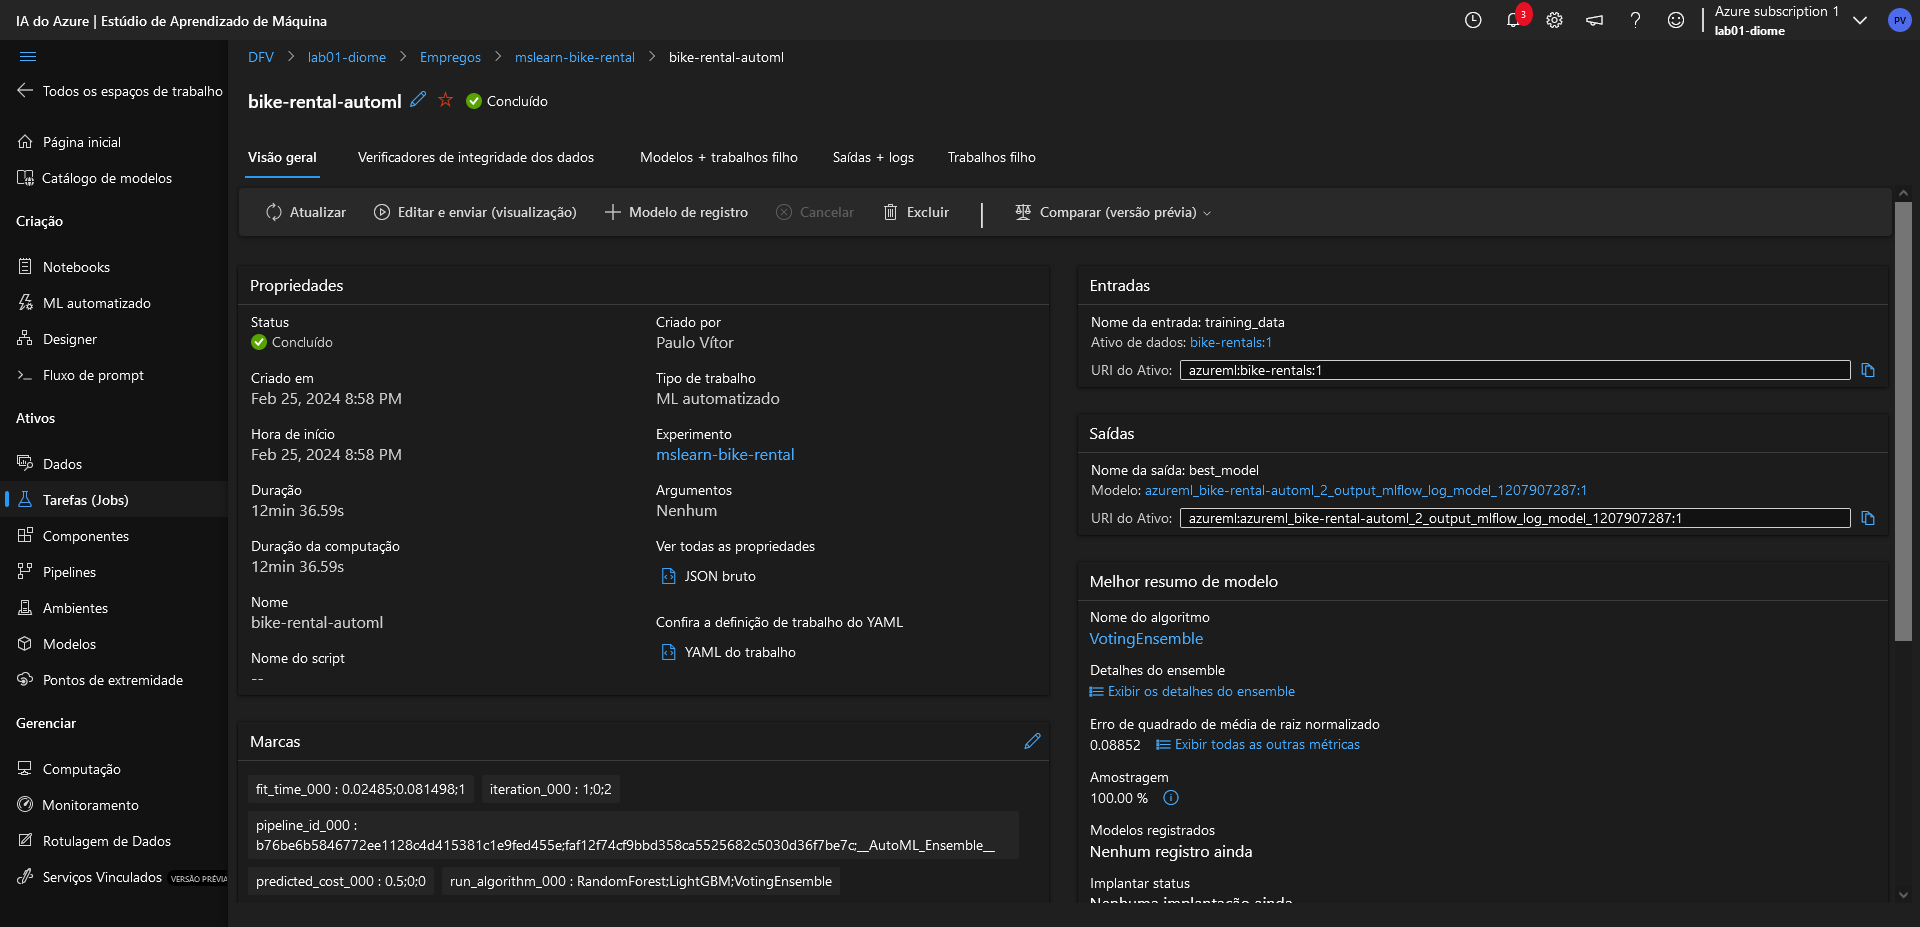 IA do Azure | Estúdio de Aprendizado de Máquina
3
Azure subscription 1
lab01-diome
PV
Todos os espaços de trabalho
Página inicial
Catálogo de modelos
Criação
Notebooks
ML automatizado
Designer
Fluxo de prompt
Ativos
Dados
Tarefas (Jobs)
Componentes
Pipelines
Ambientes
Modelos
Pontos de extremidade
Gerenciar
Computação
Monitoramento
Rotulagem de Dados
Serviços Vinculados VERSÃO PRÉVIA
DFV > lab01-diome > Empregos > mslearn-bike-rental > bike-rental-automl
bike-rental-automl Concluído
Visão geral Verificadores de integridade dos dados Modelos + trabalhos filho Saídas + logs Trabalhos filho
Atualizar Editar e enviar (visualização) Modelo de registro Cancelar Excluir Comparar (versão prévia)
Propriedades
Status
Concluído
Criado em
Feb 25, 2024 8:58 PM
Hora de início
Feb 25, 2024 8:58 PM
Duração
12min 36.59s
Duração da computação
12min 36.59s
Nome
bike-rental-automl
Nome do script
--
Criado por
Paulo Vítor
Tipo de trabalho
ML automatizado
Experimento
mslearn-bike-rental
Argumentos
Nenhum
Ver todas as propriedades
JSON bruto
Confira a definição de trabalho do YAML
YAML do trabalho
Marcas
fit_time_000 : 0.02485;0.081498;1 iteration_000 : 1;0;2
pipeline_id_000 :
b76be6b5846772ee1128c4d415381c1e9fed455e;faf12f74cf9bbd358ca5525682c5030d36f7be7c;__AutoML_Ensemble__
predicted_cost_000 : 0.5;0;0 run_algorithm_000 : RandomForest;LightGBM;VotingEnsemble
Entradas
Nome da entrada: training_data
Ativo de dados: bike-rentals:1
URI do Ativo: azureml:bike-rentals:1
Saídas
Nome da saída: best_model
Modelo: azureml_bike-rental-automl_2_output_mlflow_log_model_1207907287:1
URI do Ativo: azureml:azureml_bike-rental-automl_2_output_mlflow_log_model_1207907287:1
Melhor resumo de modelo
Nome do algoritmo
VotingEnsemble
Detalhes do ensemble
Exibir os detalhes do ensemble
Erro de quadrado de média de raiz normalizado
0.08852 Exibir todas as outras métricas
Amostragem
100.00 %
Modelos registrados
Nenhum registro ainda
Implantar status
Nenhuma implantação ainda